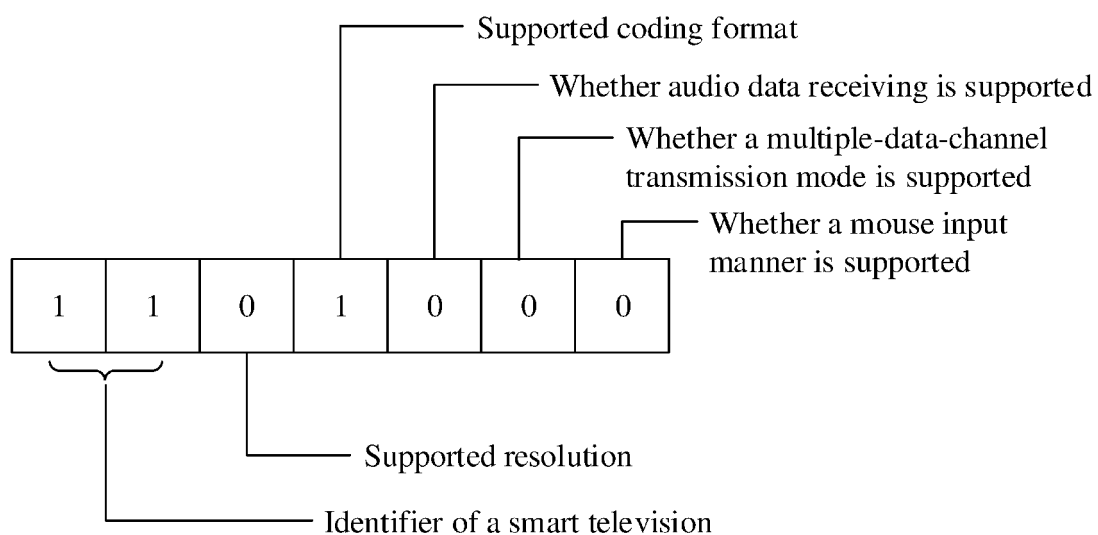 Supported coding format
Whether audio data receiving is supported
Whether a multiple-data-channel
transmission mode is supported
Whether a mouse input
manner is supported
1 1 0 1 0 0 0
Supported resolution
Identifier of a smart television